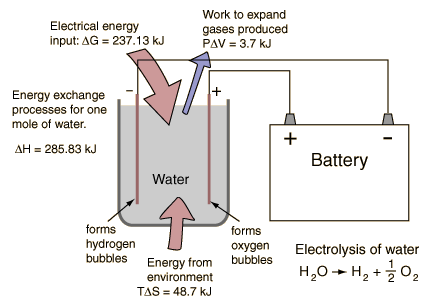 Electrical energy
input: ΔG = 237.13 kJ
Work to expand
gases produced
PΔV = 3.7 kJ
Energy exchange
processes for one
mole of water.
ΔH = 285.83 kJ
−
+
Water
+
-
Battery
forms
hydrogen
bubbles
forms
oxygen
bubbles
Energy from
environment
TΔS = 48.7 kJ
Electrolysis of water
H₂O → H₂ + ½ O₂